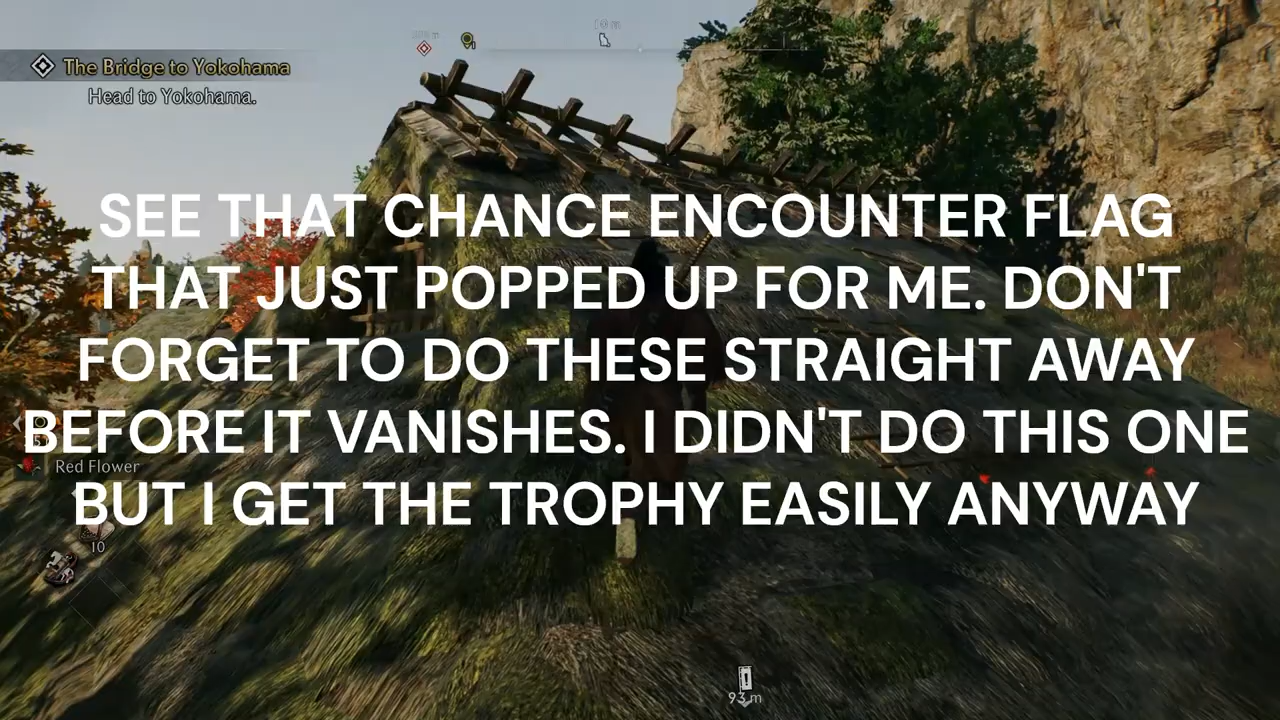 The Bridge to Yokohama
Head to Yokohama.
SEE THAT CHANCE ENCOUNTER FLAG
THAT JUST POPPED UP FOR ME. DON'T
FORGET TO DO THESE STRAIGHT AWAY
BEFORE IT VANISHES. I DIDN'T DO THIS ONE
BUT I GET THE TROPHY EASILY ANYWAY
Red Flower
10
93 m